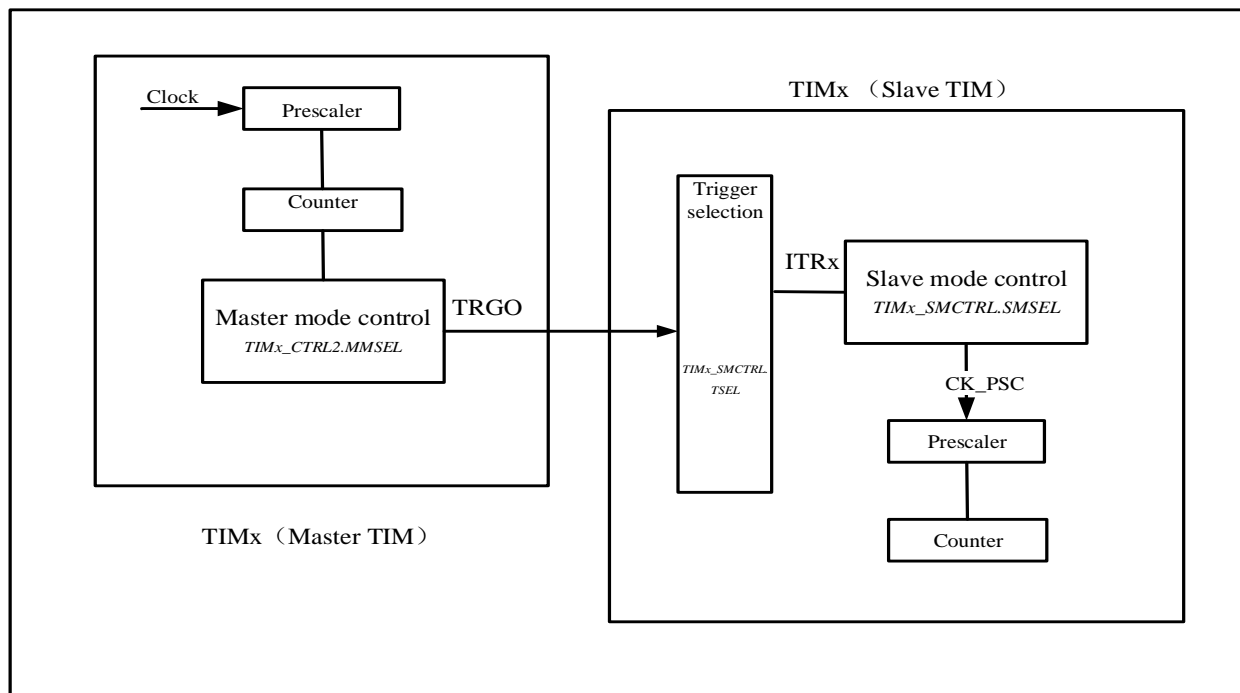 Clock
Prescaler
Counter
Master mode control
TIMx_CTRL2.MMSEL
TRGO
TIMx（Master TIM）
TIMx （Slave TIM）
Trigger
selection
TIMx_SMCTRL.
TSEL
ITRx
Slave mode control
TIMx_SMCTRL.SMSEL
CK_PSC
Prescaler
Counter